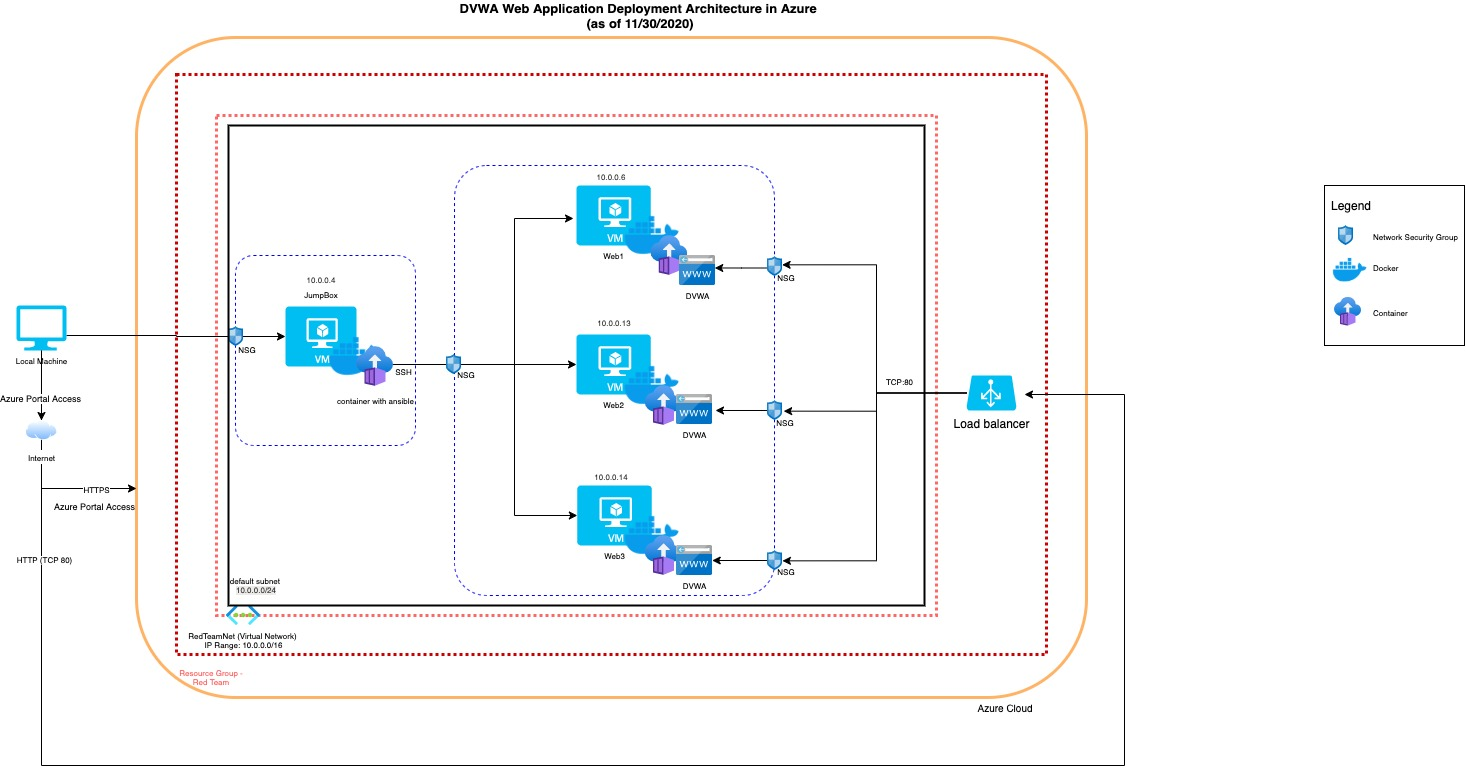 DVWA Web Application Deployment Architecture in Azure
(as of 11/30/2020)
10.0.0.6
VM
Web1
WWW
DVWA
NSG
10.0.0.4
JumpBox
VM
NSG
SSH
container with ansible
NSG
10.0.0.13
VM
Web2
WWW
DVWA
NSG
10.0.0.14
VM
Web3
WWW
DVWA
NSG
TCP:80
Load balancer
Local Machine
Azure Portal Access
Internet
HTTPS
Azure Portal Access
HTTP (TCP 80)
default subnet
10.0.0.0/24
RedTeamNet (Virtual Network)
IP Range: 10.0.0.0/16
Resource Group -
Red Team
Azure Cloud
Legend
Network Security Group
Docker
Container